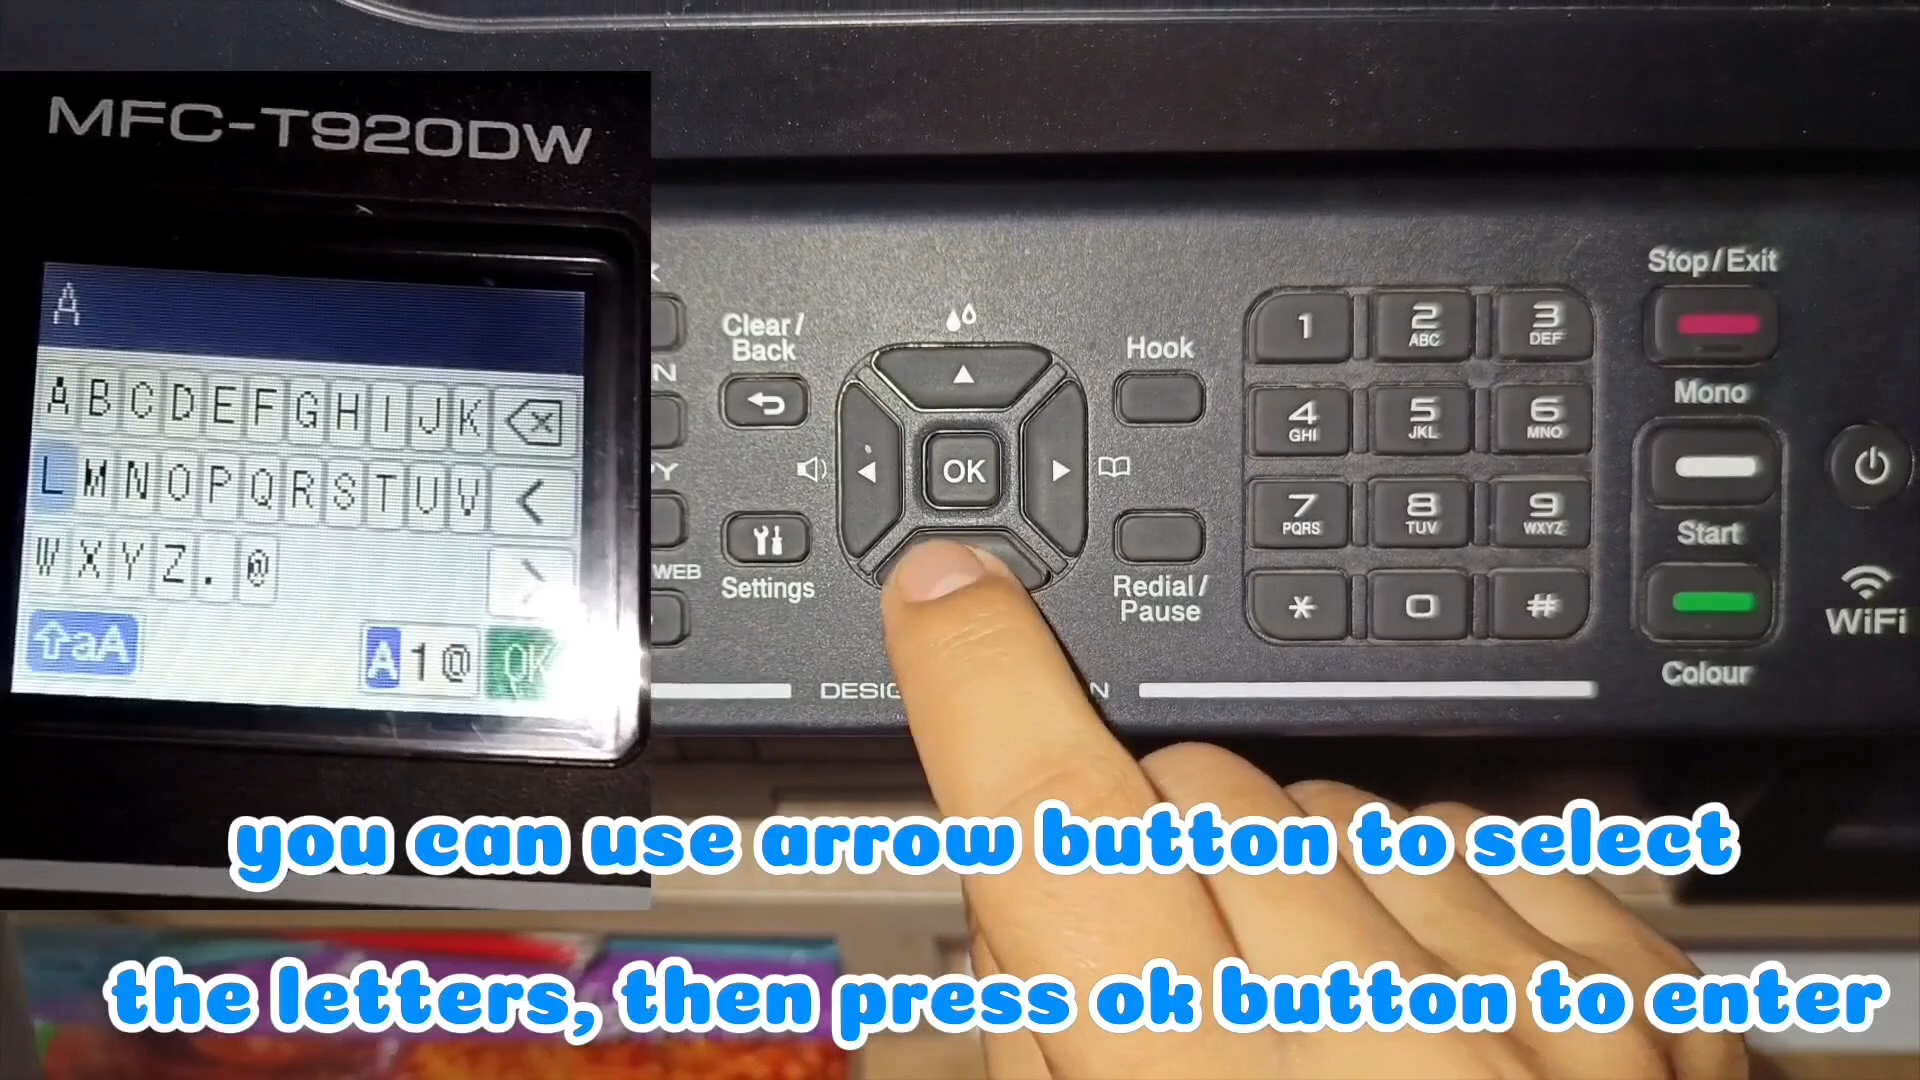 MFC-T920DW
A
A B C D E F G H I J K
L M N O P Q R S T U V <
W X Y Z . @ >
aA A 1 @ OK
Clear/
Back
OK
Settings
WEB
Hook
Redial/
Pause
1 2 ABC 3 DEF
4 GHI 5 JKL 6 MNO
7 PQRS 8 TUV 9 WXYZ
* 0 #
Stop/Exit
Mono
Start
Colour
WiFi
you can use arrow button to select
the letters, then press ok button to enter